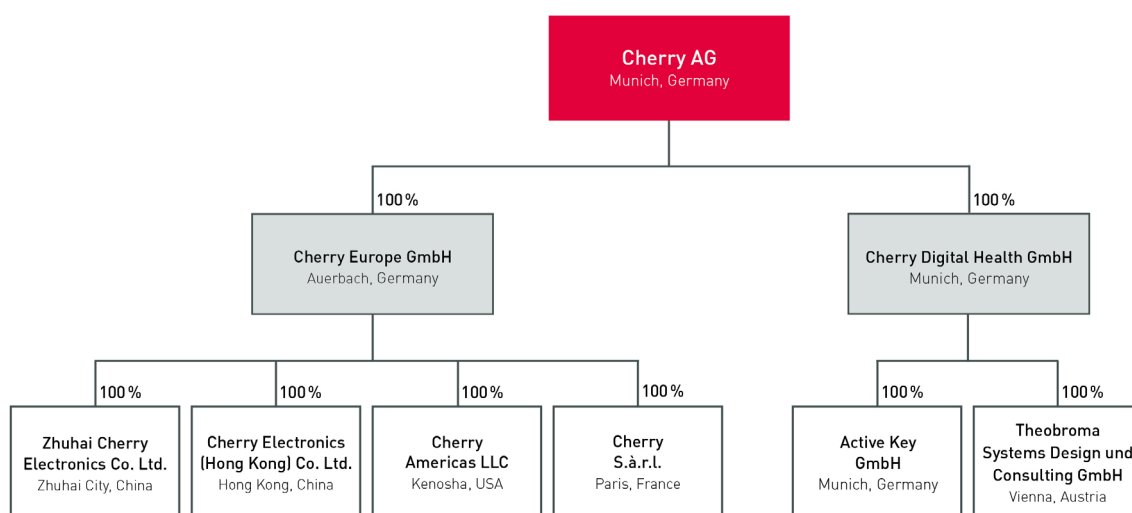 Cherry AG
Munich, Germany
100 %
100 %
Cherry Europe GmbH
Auerbach, Germany
Cherry Digital Health GmbH
Munich, Germany
100 %
100 %
100 %
100 %
100 %
100 %
Zhuhai Cherry
Electronics Co. Ltd.
Zhuhai City, China
Cherry Electronics
(Hong Kong) Co. Ltd.
Hong Kong, China
Cherry
Americas LLC
Kenosha, USA
Cherry
S.à.r.l.
Paris, France
Active Key
GmbH
Munich, Germany
Theobroma
Systems Design und
Consulting GmbH
Vienna, Austria